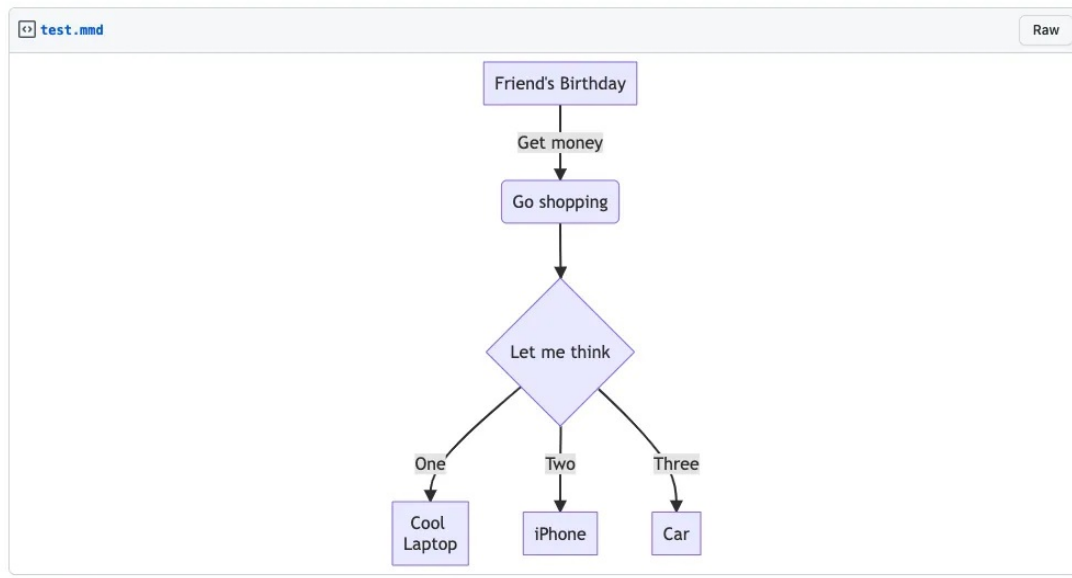 test.mmd
Raw
Friend's Birthday
Get money
Go shopping
Let me think
One
Two
Three
Cool
Laptop
iPhone
Car